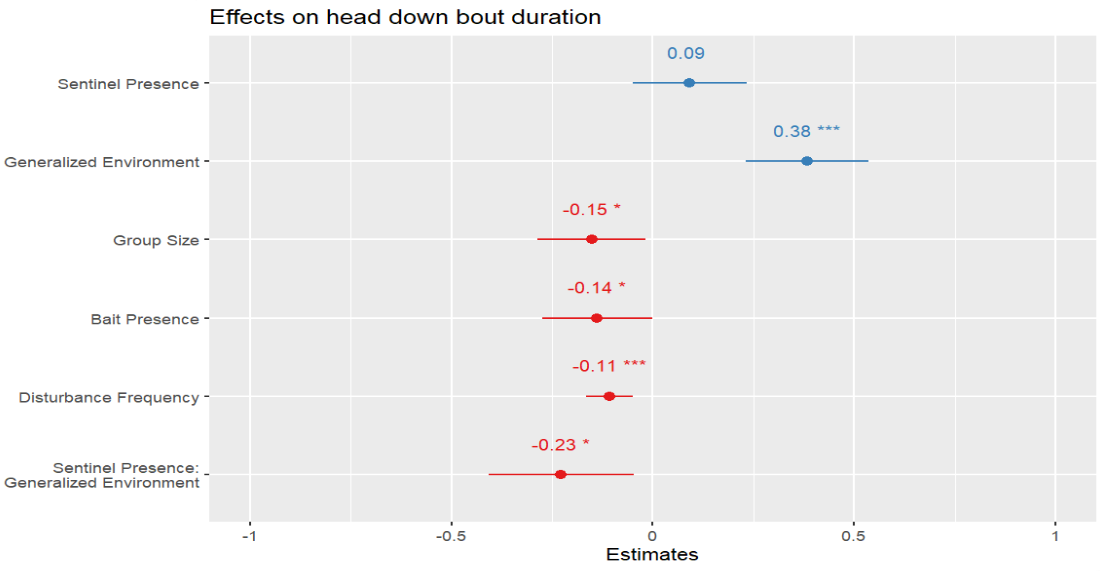 Effects on head down bout duration
0.09
Sentinel Presence
0.38 ***
Generalized Environment
-0.15 *
Group Size
-0.14 *
Bait Presence
-0.11 ***
Disturbance Frequency
-0.23 *
Sentinel Presence:
Generalized Environment
-1 -0.5 0 0.5 1
Estimates